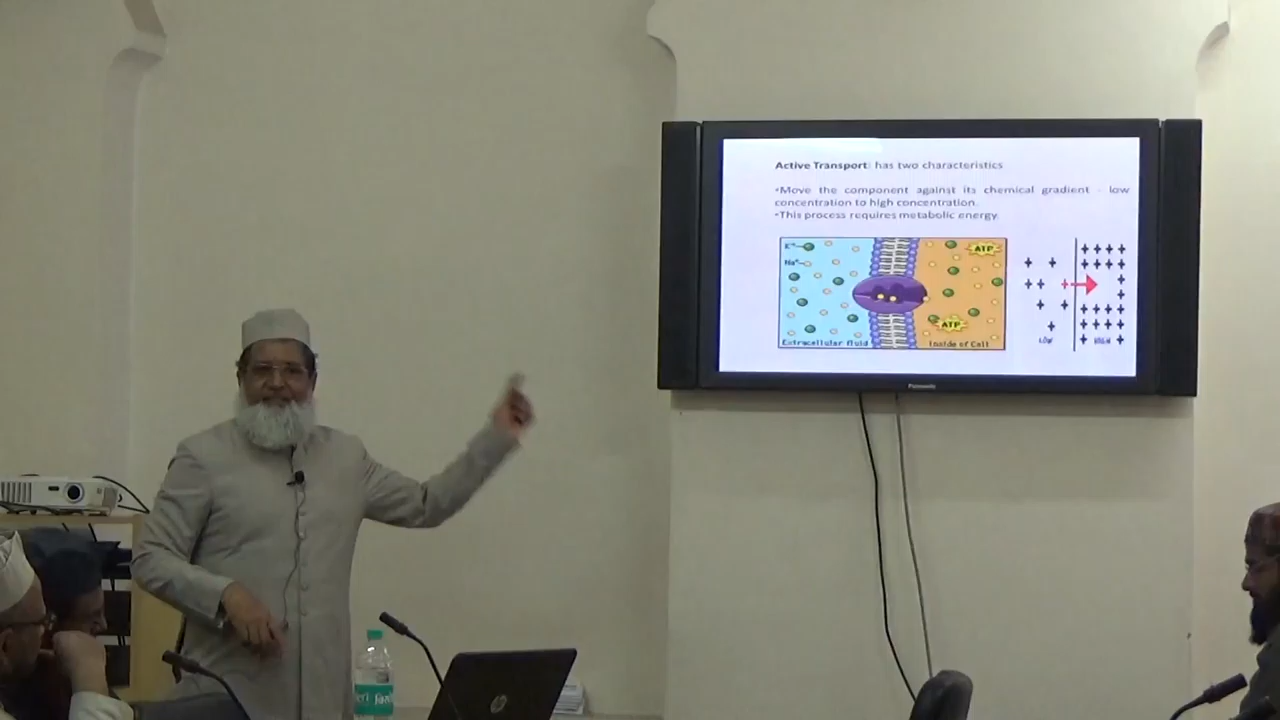 Active Transport: has two characteristics
•Move the component against its chemical gradient - low
concentration to high concentration.
•This process requires metabolic energy.
K+
Na+
ATP
ATP
Extracellular fluid
Inside of Cell
LOW
HIGH
Panasonic
hp